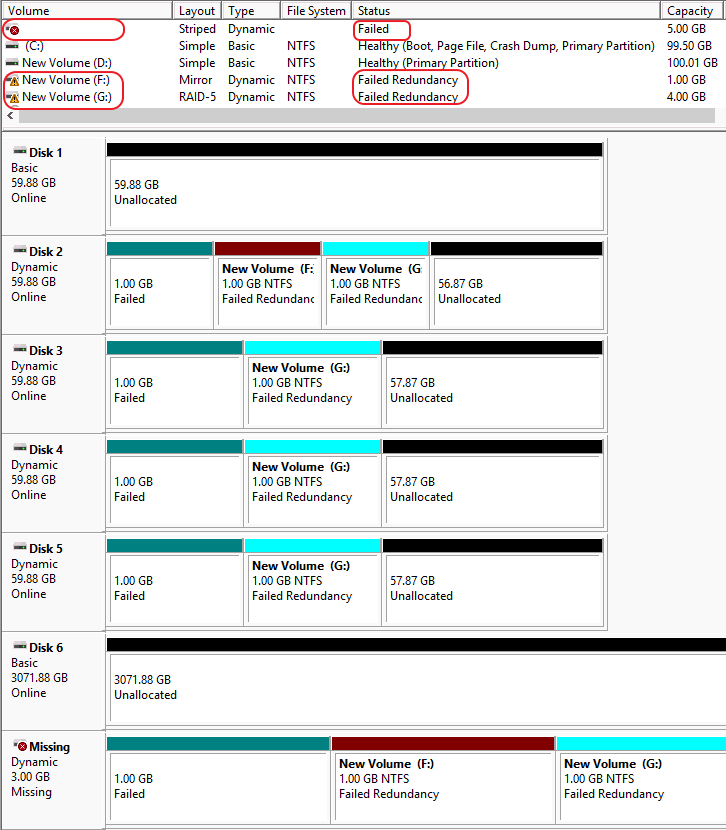 Volume Layout Type File System Status Capacity
Striped Dynamic Failed 5.00 GB
(C:) Simple Basic NTFS Healthy (Boot, Page File, Crash Dump, Primary Partition) 99.50 GB
New Volume (D:) Simple Basic NTFS Healthy (Primary Partition) 100.01 GB
New Volume (F:) Mirror Dynamic NTFS Failed Redundancy 1.00 GB
New Volume (G:) RAID-5 Dynamic NTFS Failed Redundancy 4.00 GB
Disk 1
Basic
59.88 GB
Online
59.88 GB
Unallocated
Disk 2
Dynamic
59.88 GB
Online
1.00 GB
Failed
New Volume (F:
1.00 GB NTFS
Failed Redundanc
New Volume (G
1.00 GB NTFS
Failed Redundanc
56.87 GB
Unallocated
Disk 3
Dynamic
59.88 GB
Online
1.00 GB
Failed
New Volume (G:)
1.00 GB NTFS
Failed Redundancy
57.87 GB
Unallocated
Disk 4
Dynamic
59.88 GB
Online
1.00 GB
Failed
New Volume (G:)
1.00 GB NTFS
Failed Redundancy
57.87 GB
Unallocated
Disk 5
Dynamic
59.88 GB
Online
1.00 GB
Failed
New Volume (G:)
1.00 GB NTFS
Failed Redundancy
57.87 GB
Unallocated
Disk 6
Basic
3071.88 GB
Online
3071.88 GB
Unallocated
Missing
Dynamic
3.00 GB
Missing
1.00 GB
Failed
New Volume (F:)
1.00 GB NTFS
Failed Redundancy
New Volume (G:)
1.00 GB NTFS
Failed Redundancy